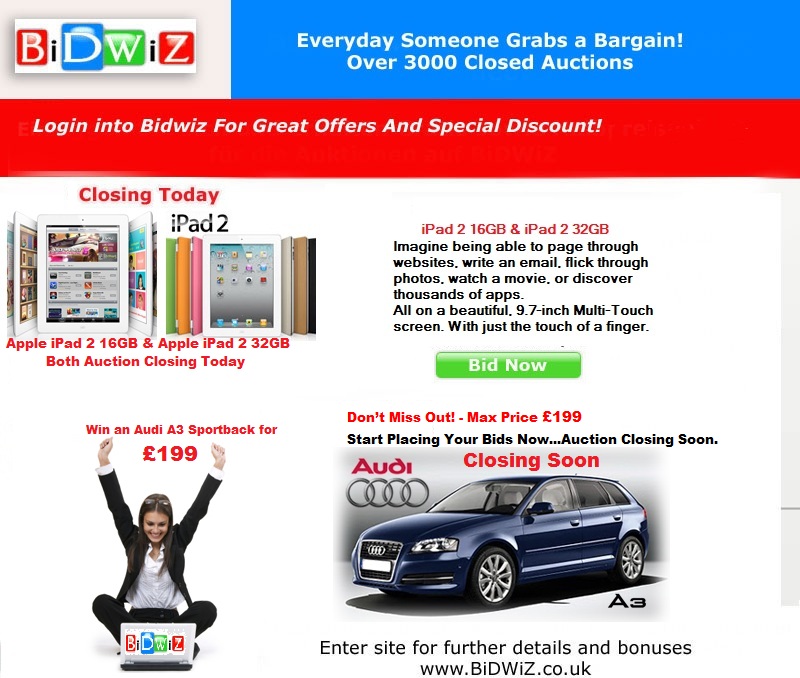 BiDWiZ
Everyday Someone Grabs a Bargain!
Over 3000 Closed Auctions
Login into Bidwiz For Great Offers And Special Discount!
Closing Today
iPad 2
Apple iPad 2 16GB & Apple iPad 2 32GB
Both Auction Closing Today
iPad 2 16GB & iPad 2 32GB
Imagine being able to page through
websites, write an email, flick through
photos, watch a movie, or discover
thousands of apps.
All on a beautiful, 9.7-inch Multi-Touch
screen. With just the touch of a finger.
Bid Now
Win an Audi A3 Sportback for
£199
BiDWiZ
Don’t Miss Out! - Max Price £199
Start Placing Your Bids Now...Auction Closing Soon.
Closing Soon
Audi
A3
Enter site for further details and bonuses
www.BiDWiZ.co.uk